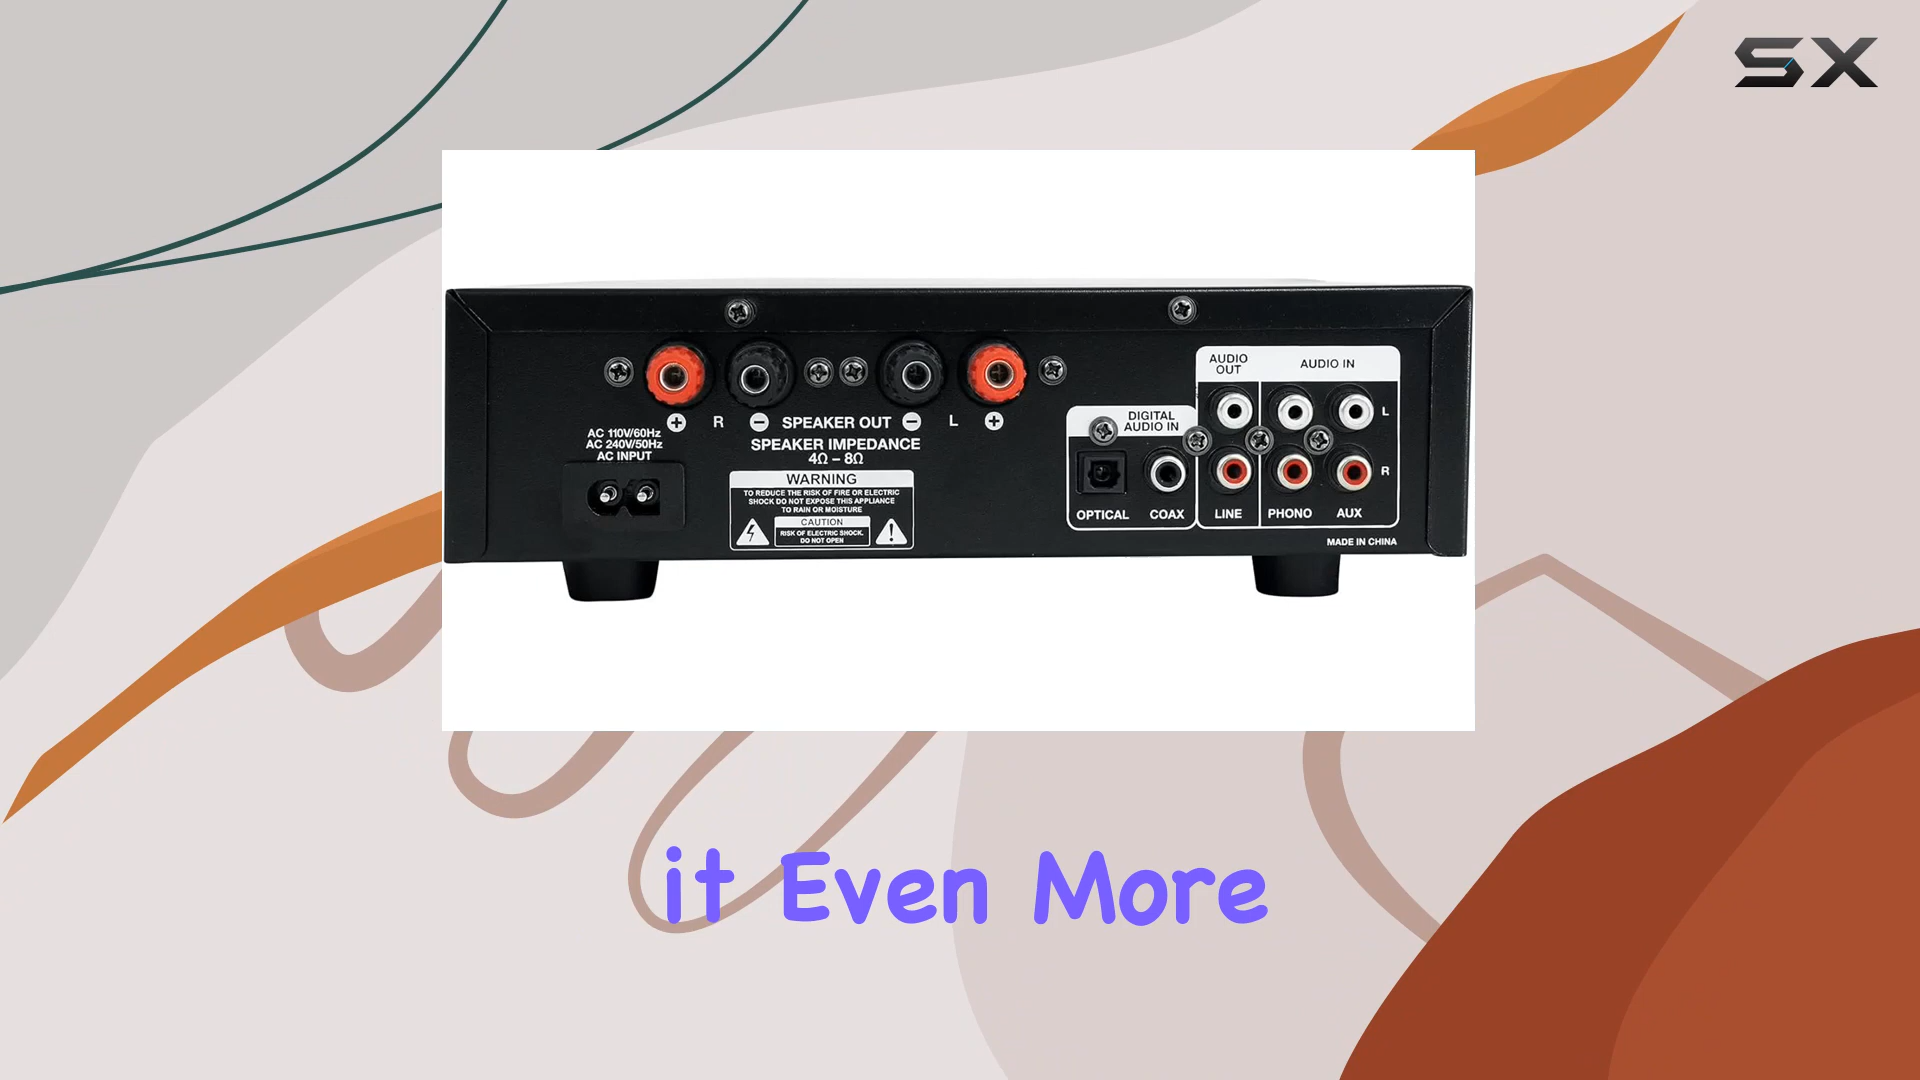 SX
AUDIO OUT
AUDIO IN
L
R
DIGITAL AUDIO IN
OPTICAL
COAX
LINE
PHONO
AUX
MADE IN CHINA
+ R − SPEAKER OUT − L +
SPEAKER IMPEDANCE
4Ω – 8Ω
AC 110V/60Hz
AC 240V/50Hz
AC INPUT
WARNING
TO REDUCE THE RISK OF FIRE OR ELECTRIC
SHOCK DO NOT EXPOSE THIS APPLIANCE
TO RAIN OR MOISTURE
CAUTION
RISK OF ELECTRIC SHOCK.
DO NOT OPEN
it Even More